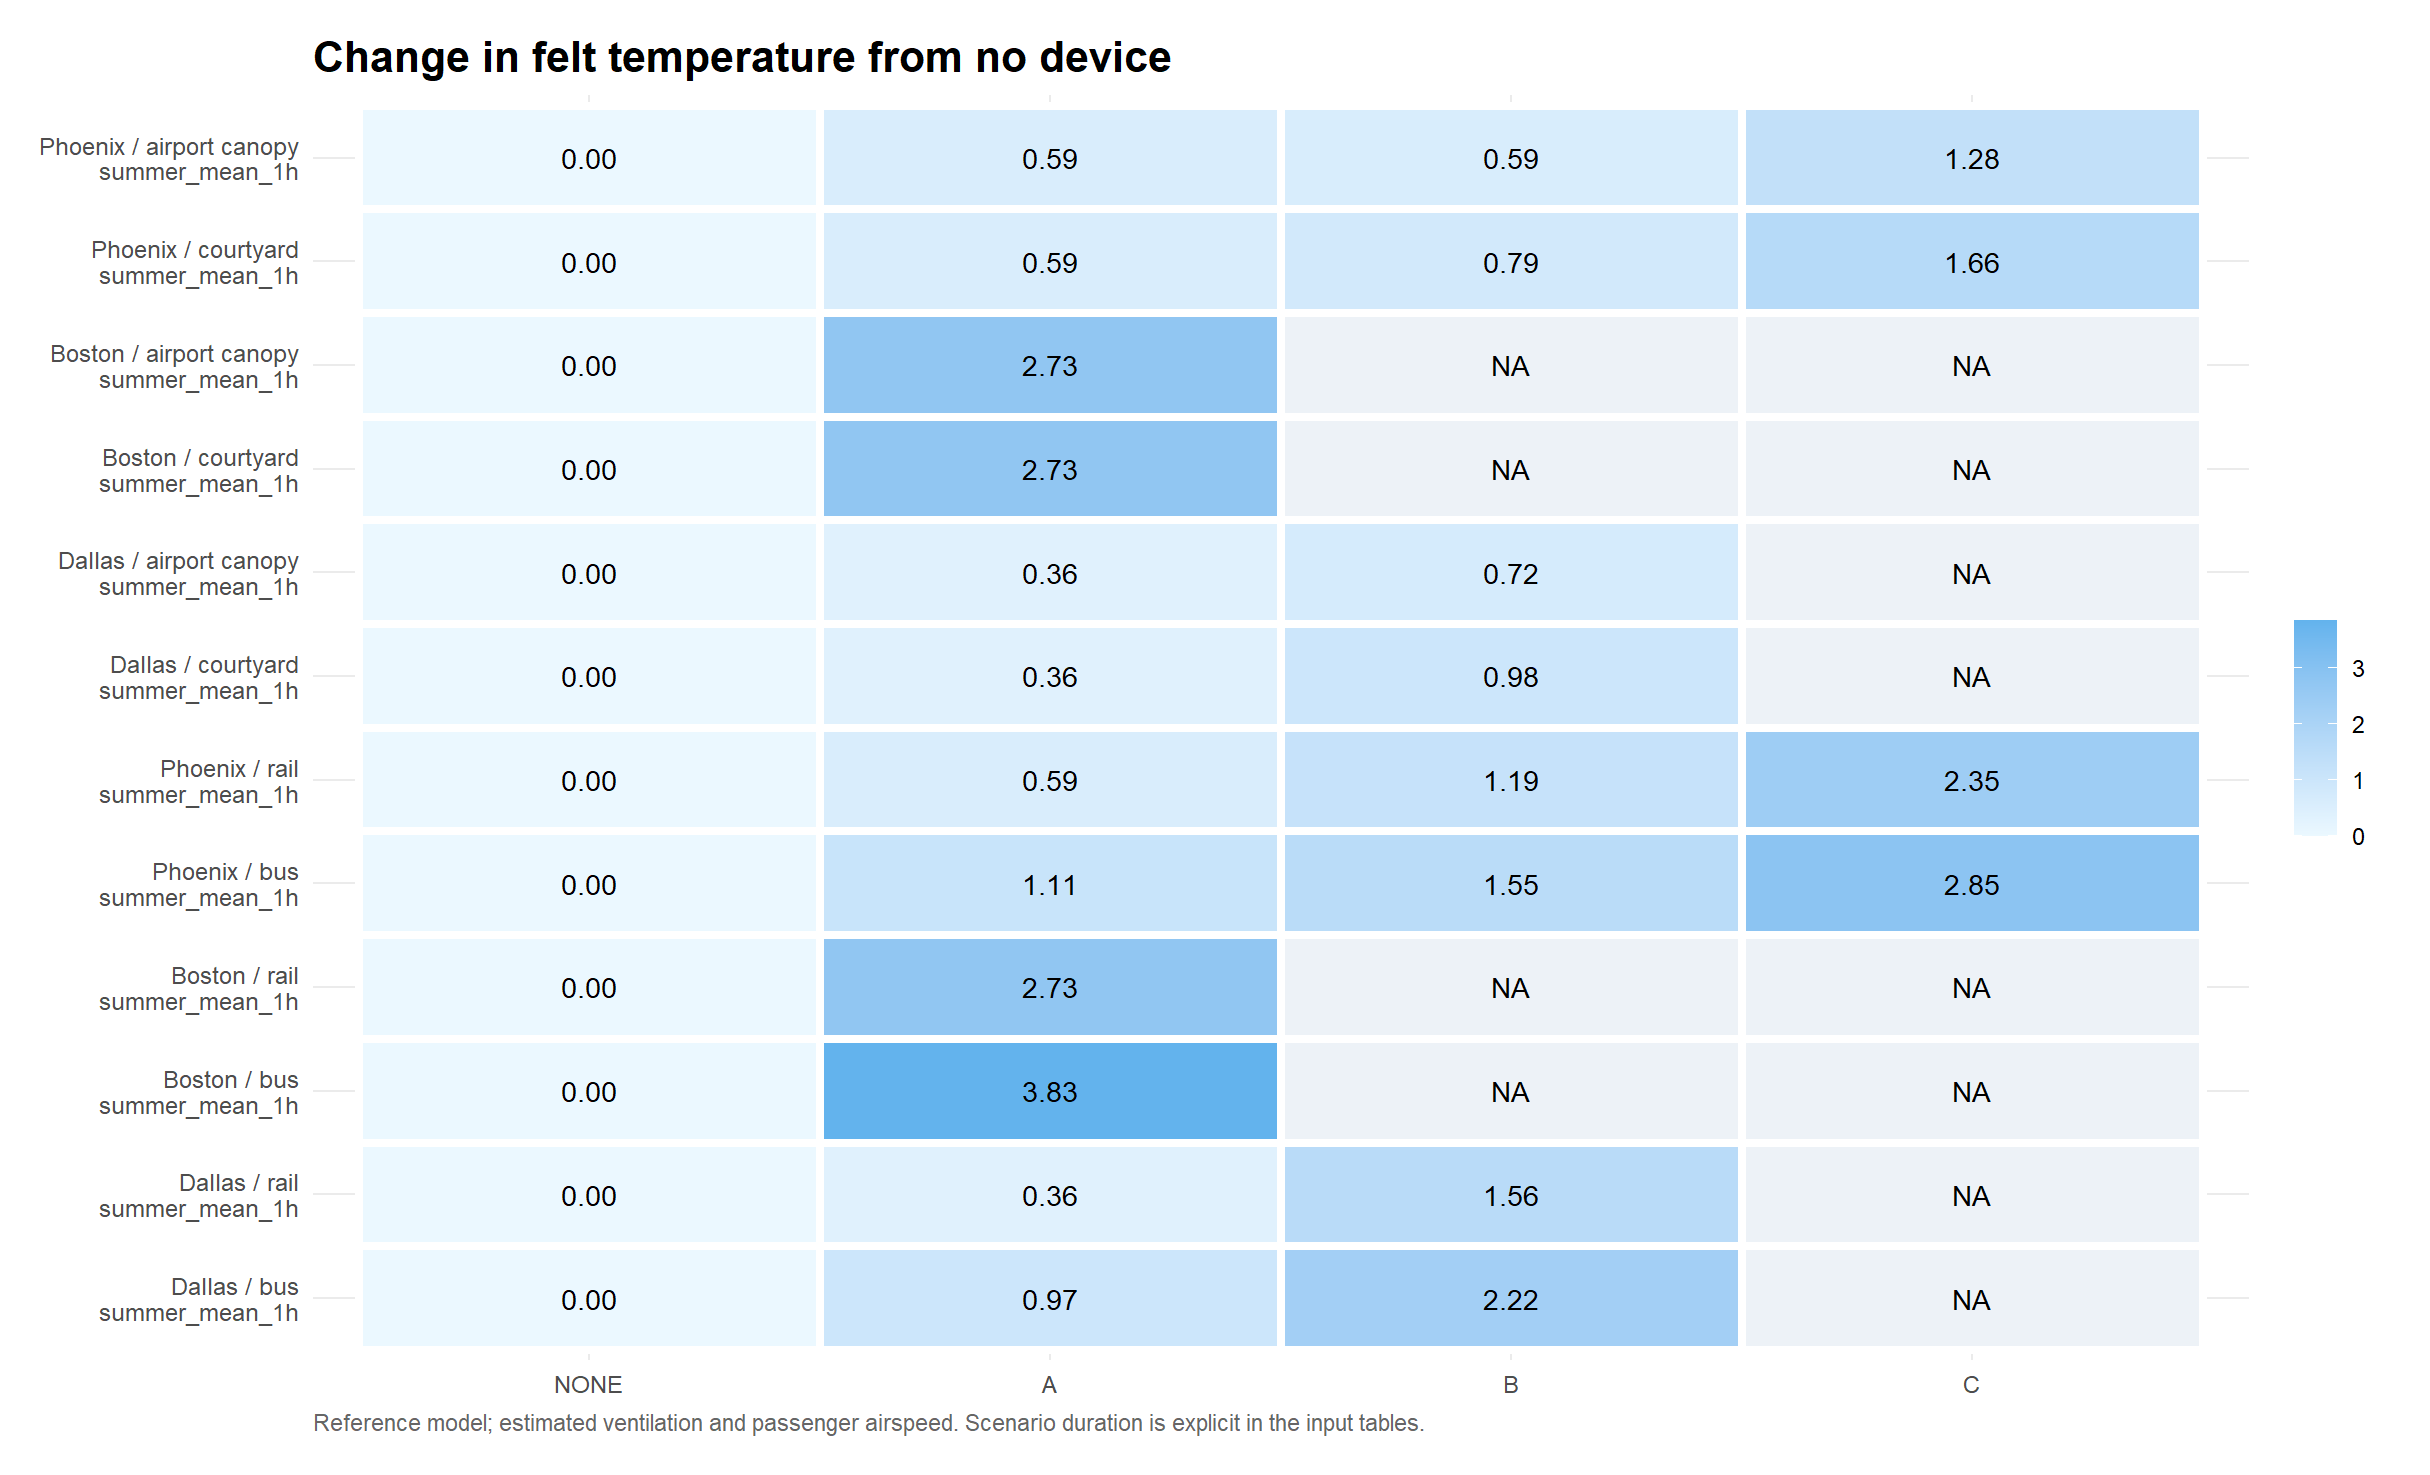 Change in felt temperature from no device
Phoenix / airport canopy
summer_mean_1h
0.00 0.59 0.59 1.28
Phoenix / courtyard
summer_mean_1h
0.00 0.59 0.79 1.66
Boston / airport canopy
summer_mean_1h
0.00 2.73 NA NA
Boston / courtyard
summer_mean_1h
0.00 2.73 NA NA
Dallas / airport canopy
summer_mean_1h
0.00 0.36 0.72 NA
Dallas / courtyard
summer_mean_1h
0.00 0.36 0.98 NA
Phoenix / rail
summer_mean_1h
0.00 0.59 1.19 2.35
Phoenix / bus
summer_mean_1h
0.00 1.11 1.55 2.85
Boston / rail
summer_mean_1h
0.00 2.73 NA NA
Boston / bus
summer_mean_1h
0.00 3.83 NA NA
Dallas / rail
summer_mean_1h
0.00 0.36 1.56 NA
Dallas / bus
summer_mean_1h
0.00 0.97 2.22 NA
NONE A B C
3
2
1
0
Reference model; estimated ventilation and passenger airspeed. Scenario duration is explicit in the input tables.